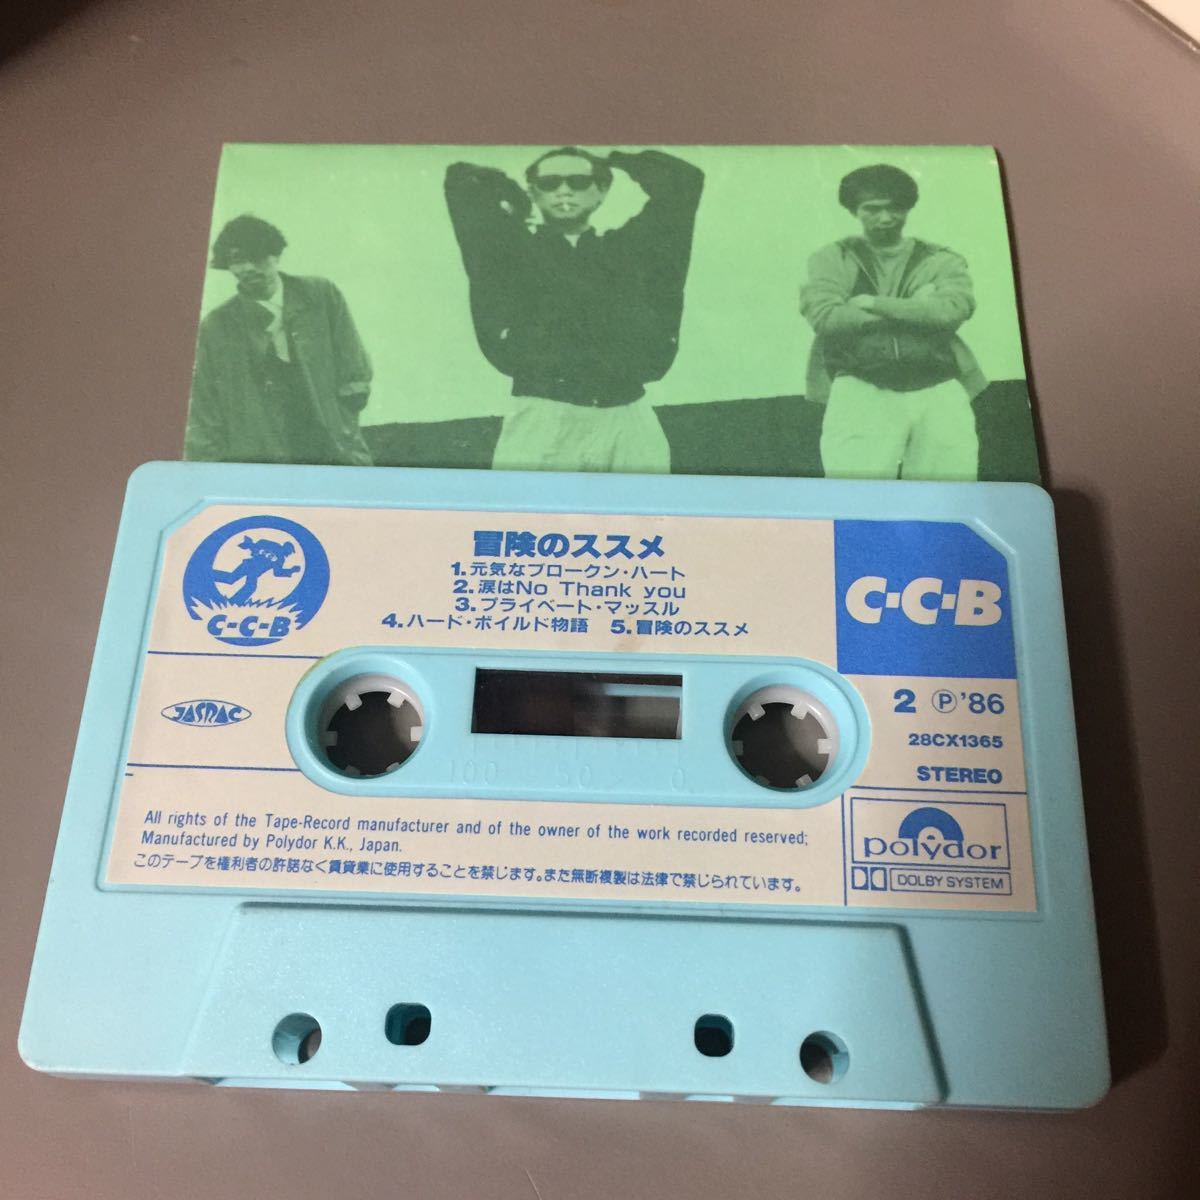 冒険のススメ
1.元気なブロークン・ハート
2.涙はNo Thank you
3.プライベート・マッスル
4.ハード・ボイルド物語 5.冒険のススメ
C-C-B
C-C-B
JASRAC
2 Ⓟ'86
28CX1365
STEREO
100 50 0
All rights of the Tape-Record manufacturer and of the owner of the work recorded reserved;
Manufactured by Polydor K.K., Japan.
このテープを権利者の許諾なく賃貸業に使用することを禁じます。また無断複製は法律で禁じられています。
polydor
DOLBY SYSTEM